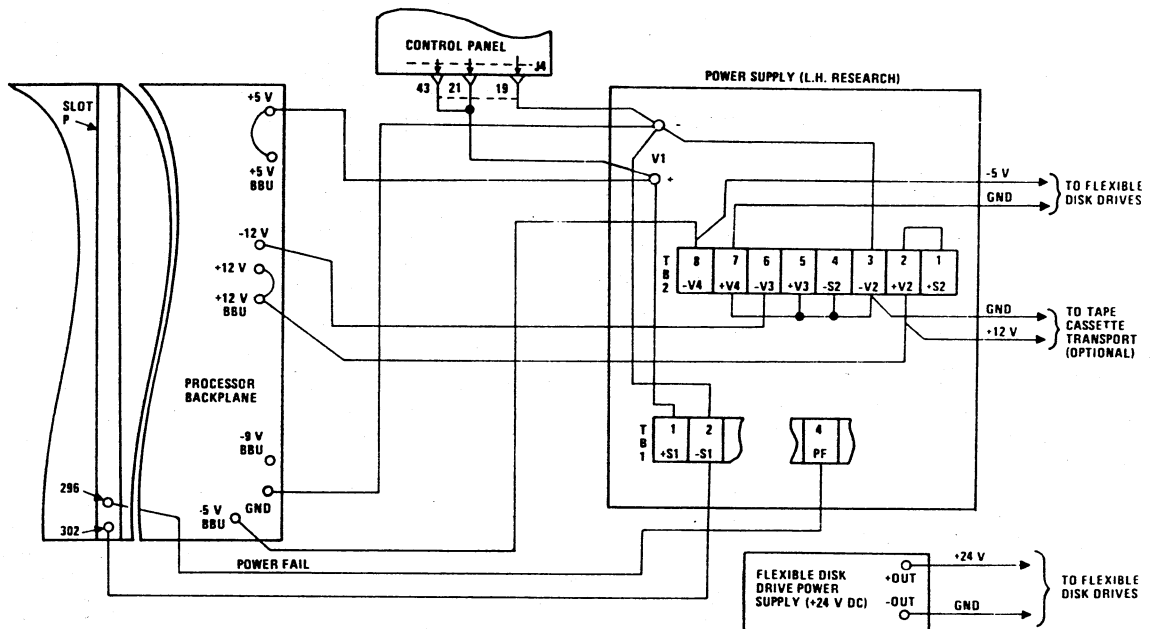 CONTROL PANEL
J4
43
21
19
POWER SUPPLY (L.H. RESEARCH)
SLOT
P
+5 V
+5 V
BBU
-12 V
+12 V
+12 V
BBU
PROCESSOR
BACKPLANE
-9 V
BBU
GND
-5 V
BBU
296
302
POWER FAIL
-
V1
+
-5 V
GND
TO FLEXIBLE
DISK DRIVES
T
B
2
8 7 6 5 4 3 2 1
-V4 +V4 -V3 +V3 -S2 -V2 +V2 +S2
GND
+12 V
TO TAPE
CASSETTE
TRANSPORT
(OPTIONAL)
T
B
1
1 2
+S1 -S1
4
PF
FLEXIBLE DISK
DRIVE POWER
SUPPLY (+24 V DC)
+OUT
-OUT
+24 V
GND
TO FLEXIBLE
DISK DRIVES